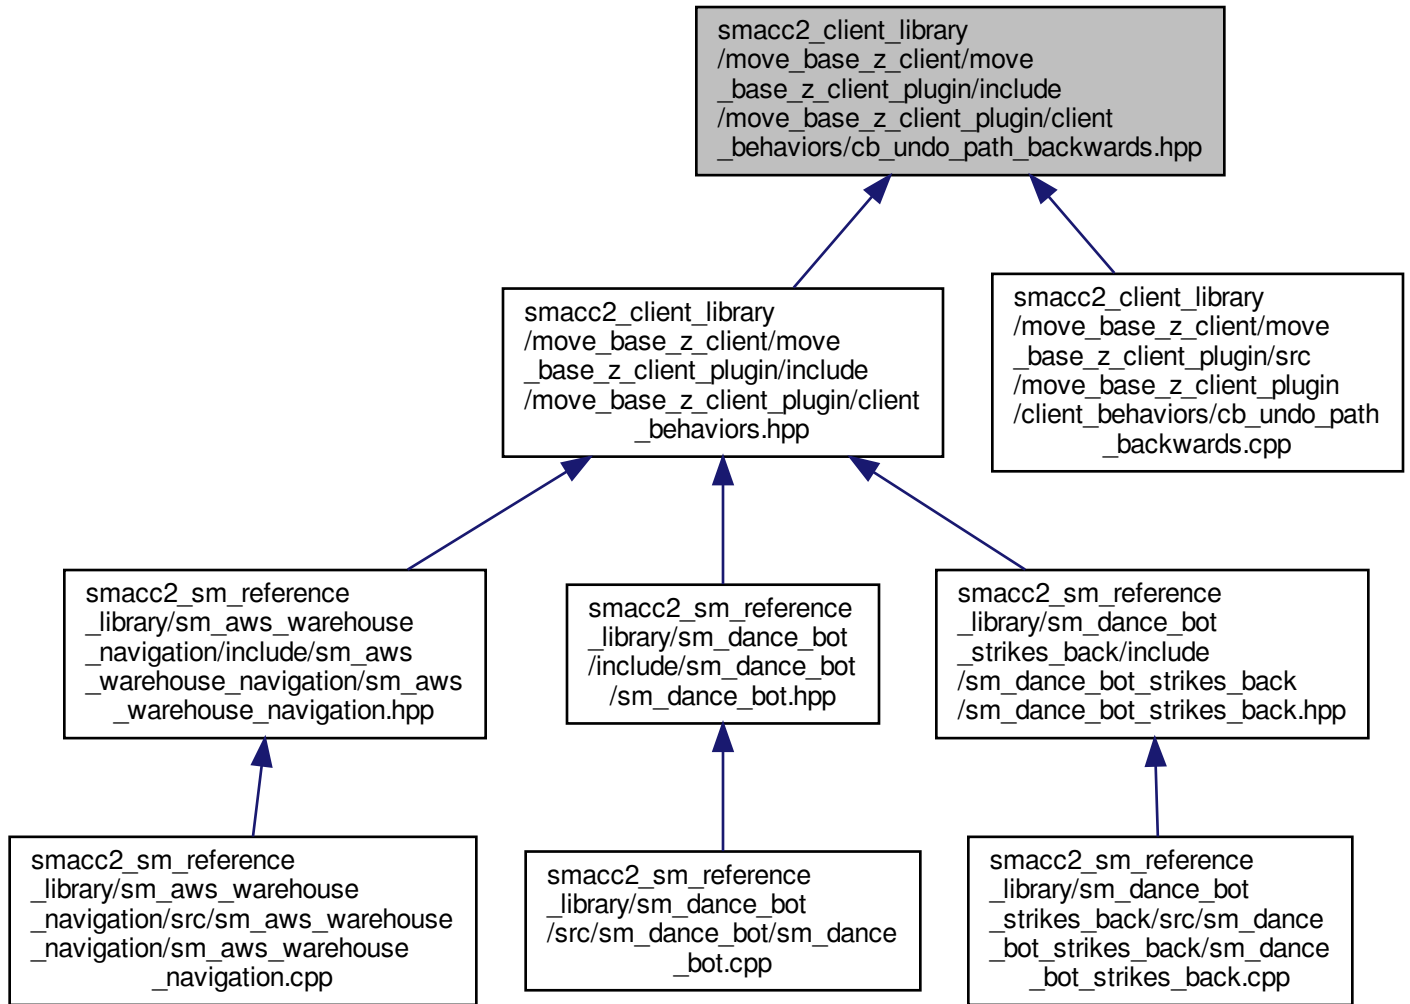 smacc2_client_library
/move_base_z_client/move
_base_z_client_plugin/include
/move_base_z_client_plugin/client
_behaviors/cb_undo_path_backwards.hpp
smacc2_client_library
/move_base_z_client/move
_base_z_client_plugin/include
/move_base_z_client_plugin/client
_behaviors.hpp
smacc2_client_library
/move_base_z_client/move
_base_z_client_plugin/src
/move_base_z_client_plugin
/client_behaviors/cb_undo_path
_backwards.cpp
smacc2_sm_reference
_library/sm_aws_warehouse
_navigation/include/sm_aws
_warehouse_navigation/sm_aws
_warehouse_navigation.hpp
smacc2_sm_reference
_library/sm_dance_bot
/include/sm_dance_bot
/sm_dance_bot.hpp
smacc2_sm_reference
_library/sm_dance_bot
_strikes_back/include
/sm_dance_bot_strikes_back
/sm_dance_bot_strikes_back.hpp
smacc2_sm_reference
_library/sm_aws_warehouse
_navigation/src/sm_aws_warehouse
_navigation/sm_aws_warehouse
_navigation.cpp
smacc2_sm_reference
_library/sm_dance_bot
/src/sm_dance_bot/sm_dance
_bot.cpp
smacc2_sm_reference
_library/sm_dance_bot
_strikes_back/src/sm_dance
_bot_strikes_back/sm_dance
_bot_strikes_back.cpp